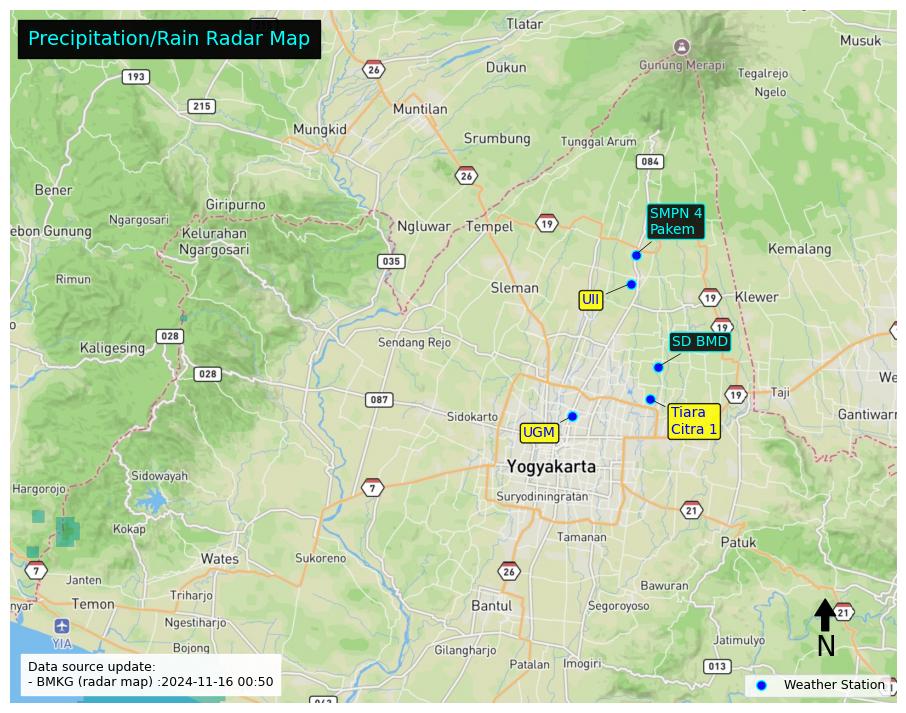 Precipitation/Rain Radar Map
Tlatar
Musuk
26
193
Dukun
Gunung Merapi
Tegalrejo
Ngelo
215
Muntilan
Mungkid
Srumbung
Tunggal Arum
084
26
Bener
Giripurno
Ngargosari
SMPN 4
Pakem
ebon Gunung
Kelurahan
Ngargosari
Ngluwar
Tempel
19
Kemalang
035
Rimun
Sleman
UII
19
Klewer
19
028
Kaligesing
Sendang Rejo
SD BMD
028
087
19
Taji
We
Sidokarto
Tiara
Citra 1
Gantiwarn
UGM
Yogyakarta
Sidowayah
Hargorojo
7
Suryodiningratan
21
Kokap
Tamanan
Patuk
Wates
Sukoreno
7
26
Janten
Bawuran
nyar
Temon
Triharjo
Bantul
Segoroyoso
21
Ngestiharjo
YIA
N
Bojong
Gilangharjo
Jatimulyo
Patalan
Imogiri
013
Data source update:
- BMKG (radar map) :2024-11-16 00:50
Weather Station